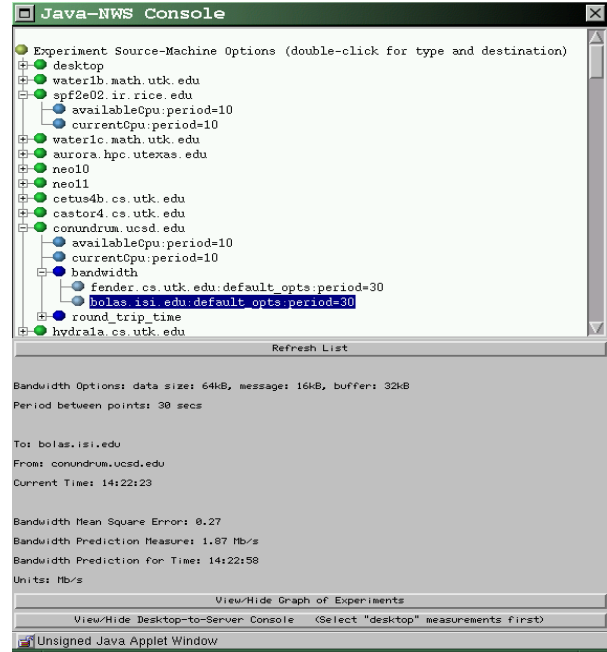 Java-NWS Console
Experiment Source-Machine Options (double-click for type and destination)
desktop
water1b.math.utk.edu
spf2e02.ir.rice.edu
availableCpu:period=10
currentCpu:period=10
water1c.math.utk.edu
aurora.hpc.utexas.edu
neo10
neo11
cetus4b.cs.utk.edu
castor4.cs.utk.edu
conundrum.ucsd.edu
availableCpu:period=10
currentCpu:period=10
bandwidth
fender.cs.utk.edu:default_opts:period=30
bolas.isi.edu:default_opts:period=30
round_trip_time
hydra1a.cs.utk.edu
Refresh List
Bandwidth Options: data size: 64kB, message: 16kB, buffer: 32kB
Period between points: 30 secs
To: bolas.isi.edu
From: conundrum.ucsd.edu
Current Time: 14:22:23
Bandwidth Mean Square Error: 0.27
Bandwidth Prediction Measure: 1.87 Mb/s
Bandwidth Prediction for Time: 14:22:58
Units: Mb/s
View/Hide Graph of Experiments
View/Hide Desktop-to-Server Console (Select "desktop" measurements first)
Unsigned Java Applet Window